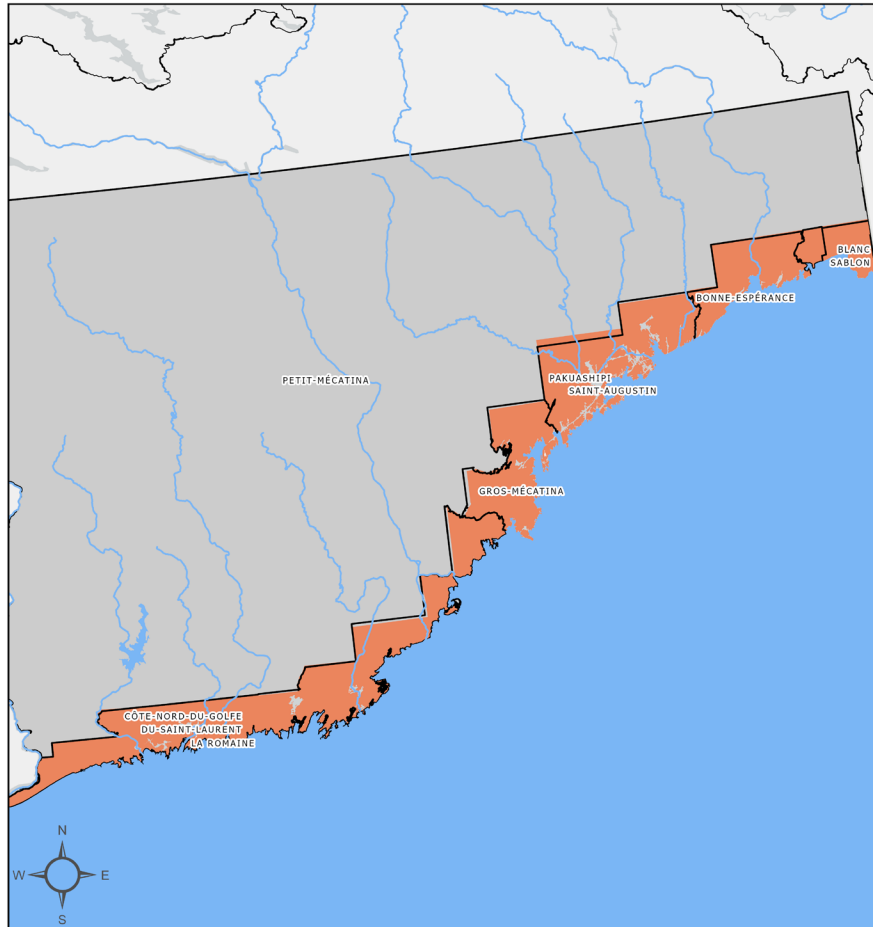 BLANC
SABLON
BONNE-ESPÉRANCE
PETIT-MÉCATINA
PAKUASHIPI
SAINT-AUGUSTIN
GROS-MÉCATINA
CÔTE-NORD-DU-GOLFE
DU-SAINT-LAURENT
LA ROMAINE
N
W E
S